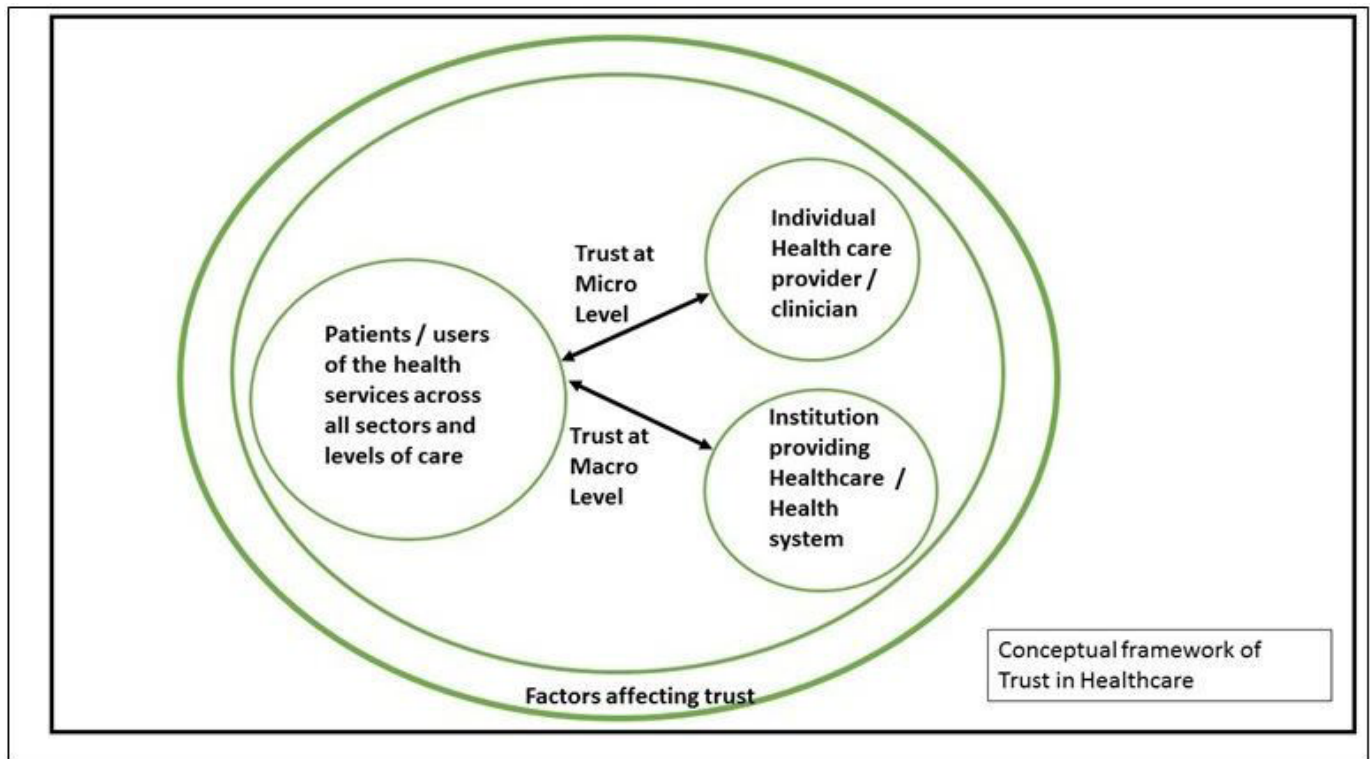 Patients / users
of the health
services across
all sectors and
levels of care
Trust at
Micro
Level
Individual
Health care
provider /
clinician
Trust at
Macro
Level
Institution
providing
Healthcare /
Health
system
Factors affecting trust
Conceptual framework of
Trust in Healthcare